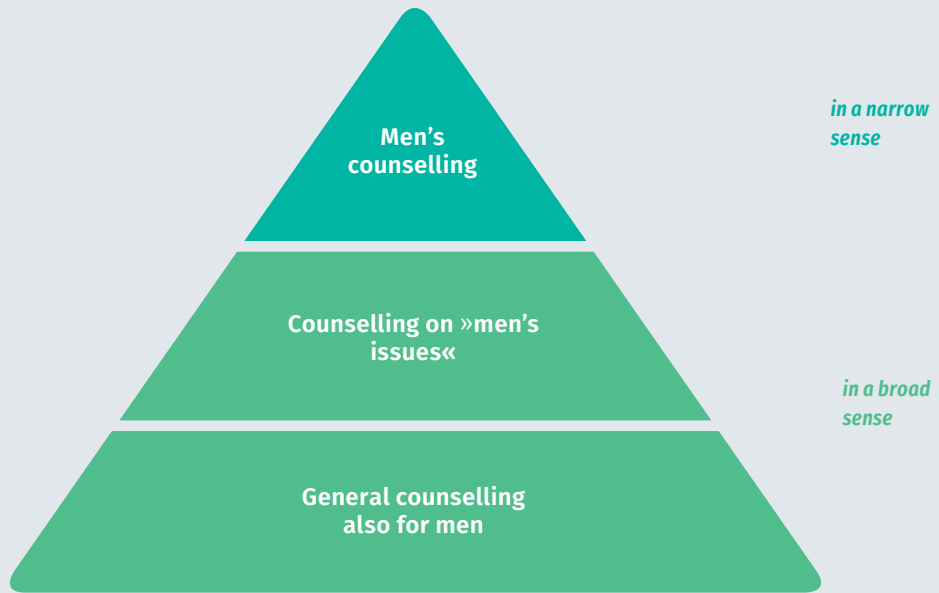 Men’s
counselling
in a narrow
sense
Counselling on »men’s
issues«
in a broad
sense
General counselling
also for men